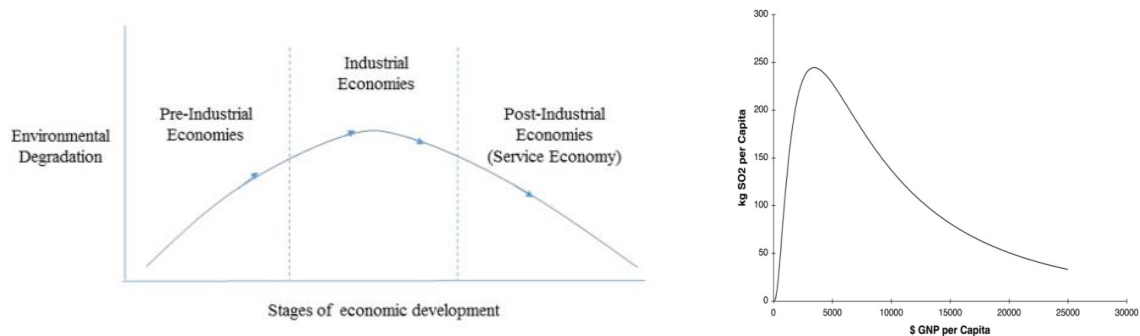 Environmental
Degradation
Pre-Industrial
Economies
Industrial
Economies
Post-Industrial
Economies
(Service Economy)
Stages of economic development
kg SO2 per Capita
300
250
200
150
100
50
0
0
5000
10000
15000
20000
25000
30000
$ GNP per Capita